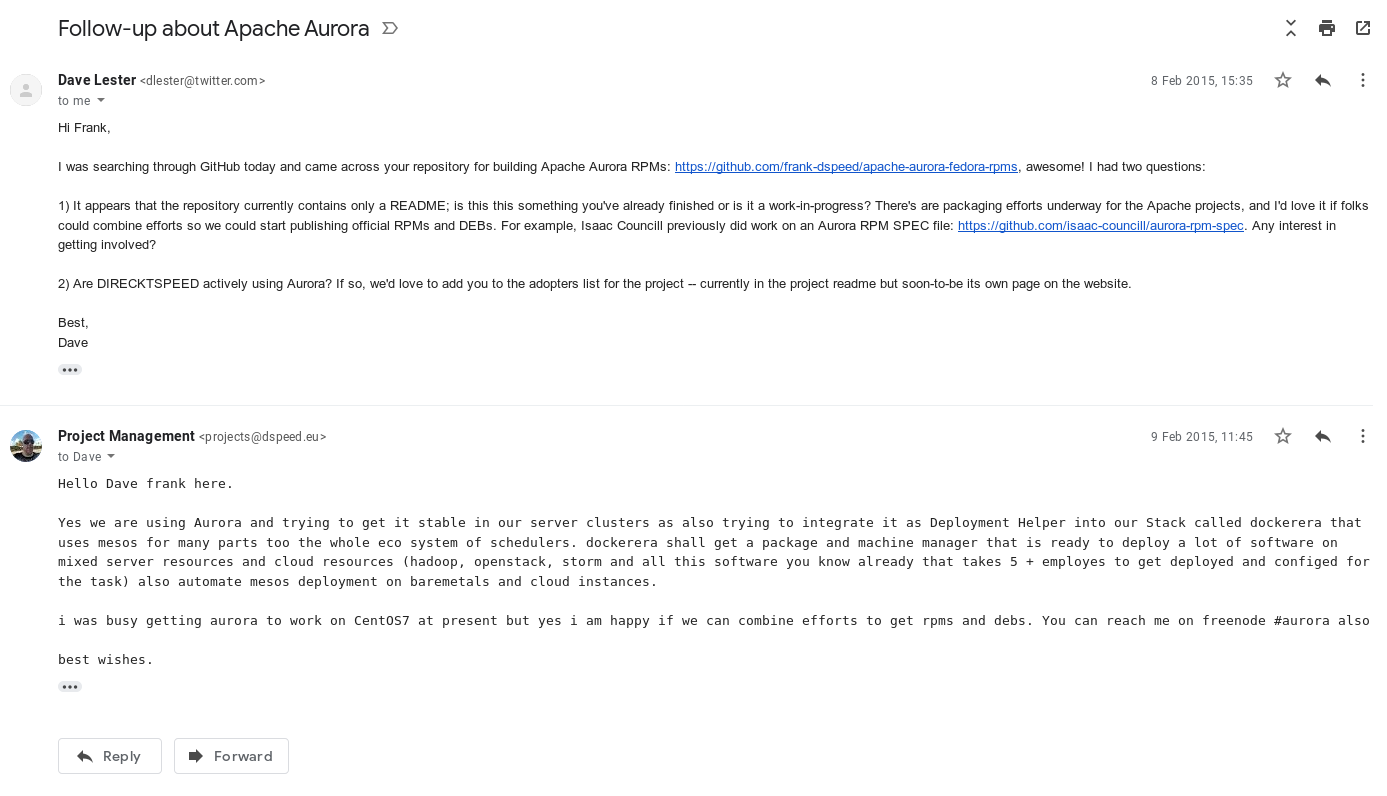 Follow-up about Apache Aurora
Dave Lester <dlester@twitter.com>
8 Feb 2015, 15:35
to me
Hi Frank,
I was searching through GitHub today and came across your repository for building Apache Aurora RPMs: https://github.com/frank-dspeed/apache-aurora-fedora-rpms, awesome! I had two questions:
1) It appears that the repository currently contains only a README; is this this something you've already finished or is it a work-in-progress? There's are packaging efforts underway for the Apache projects, and I'd love it if folks
could combine efforts so we could start publishing official RPMs and DEBs. For example, Isaac Councill previously did work on an Aurora RPM SPEC file: https://github.com/isaac-councill/aurora-rpm-spec. Any interest in
getting involved?
2) Are DIRECKTSPEED actively using Aurora? If so, we'd love to add you to the adopters list for the project -- currently in the project readme but soon-to-be its own page on the website.
Best,
Dave
Project Management <projects@dspeed.eu>
9 Feb 2015, 11:45
to Dave
Hello Dave frank here.
Yes we are using Aurora and trying to get it stable in our server clusters as also trying to integrate it as Deployment Helper into our Stack called dockerera that
uses mesos for many parts too the whole eco system of schedulers. dockerera shall get a package and machine manager that is ready to deploy a lot of software on
mixed server resources and cloud resources (hadoop, openstack, storm and all this software you know already that takes 5 + employes to get deployed and configed for
the task) also automate mesos deployment on baremetals and cloud instances.
i was busy getting aurora to work on CentOS7 at present but yes i am happy if we can combine efforts to get rpms and debs. You can reach me on freenode #aurora also
best wishes.
Reply
Forward